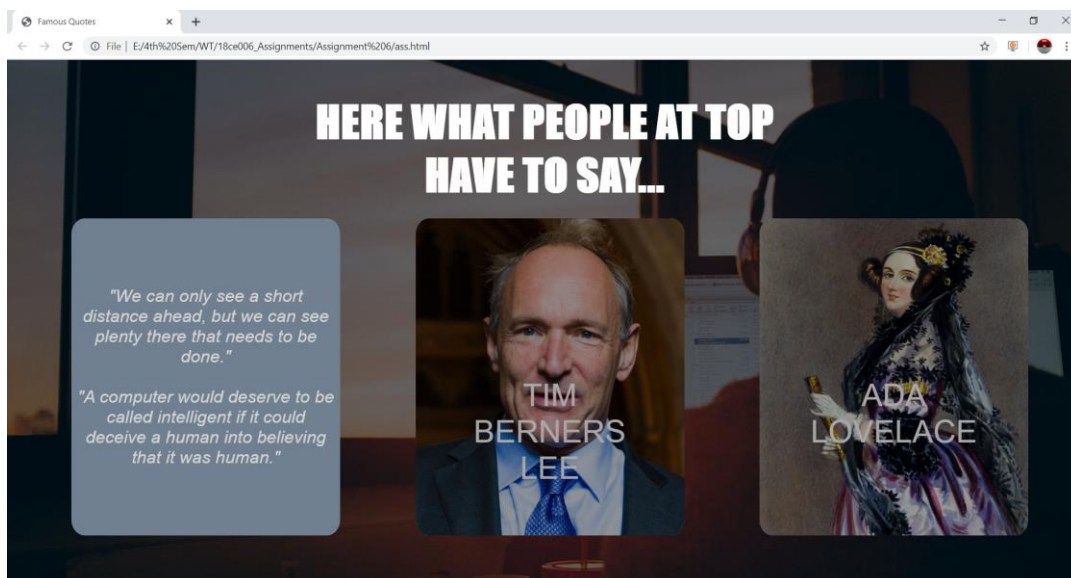 Famous Quotes
File | E:/4th%20Sem/WT/18ce006_Assignments/Assignment%206/ass.html
HERE WHAT PEOPLE AT TOP
HAVE TO SAY...
"We can only see a short
distance ahead, but we can see
plenty there that needs to be
done."
"A computer would deserve to be
called intelligent if it could
deceive a human into believing
that it was human."
TIM
BERNERS
LEE
ADA
LOVELACE